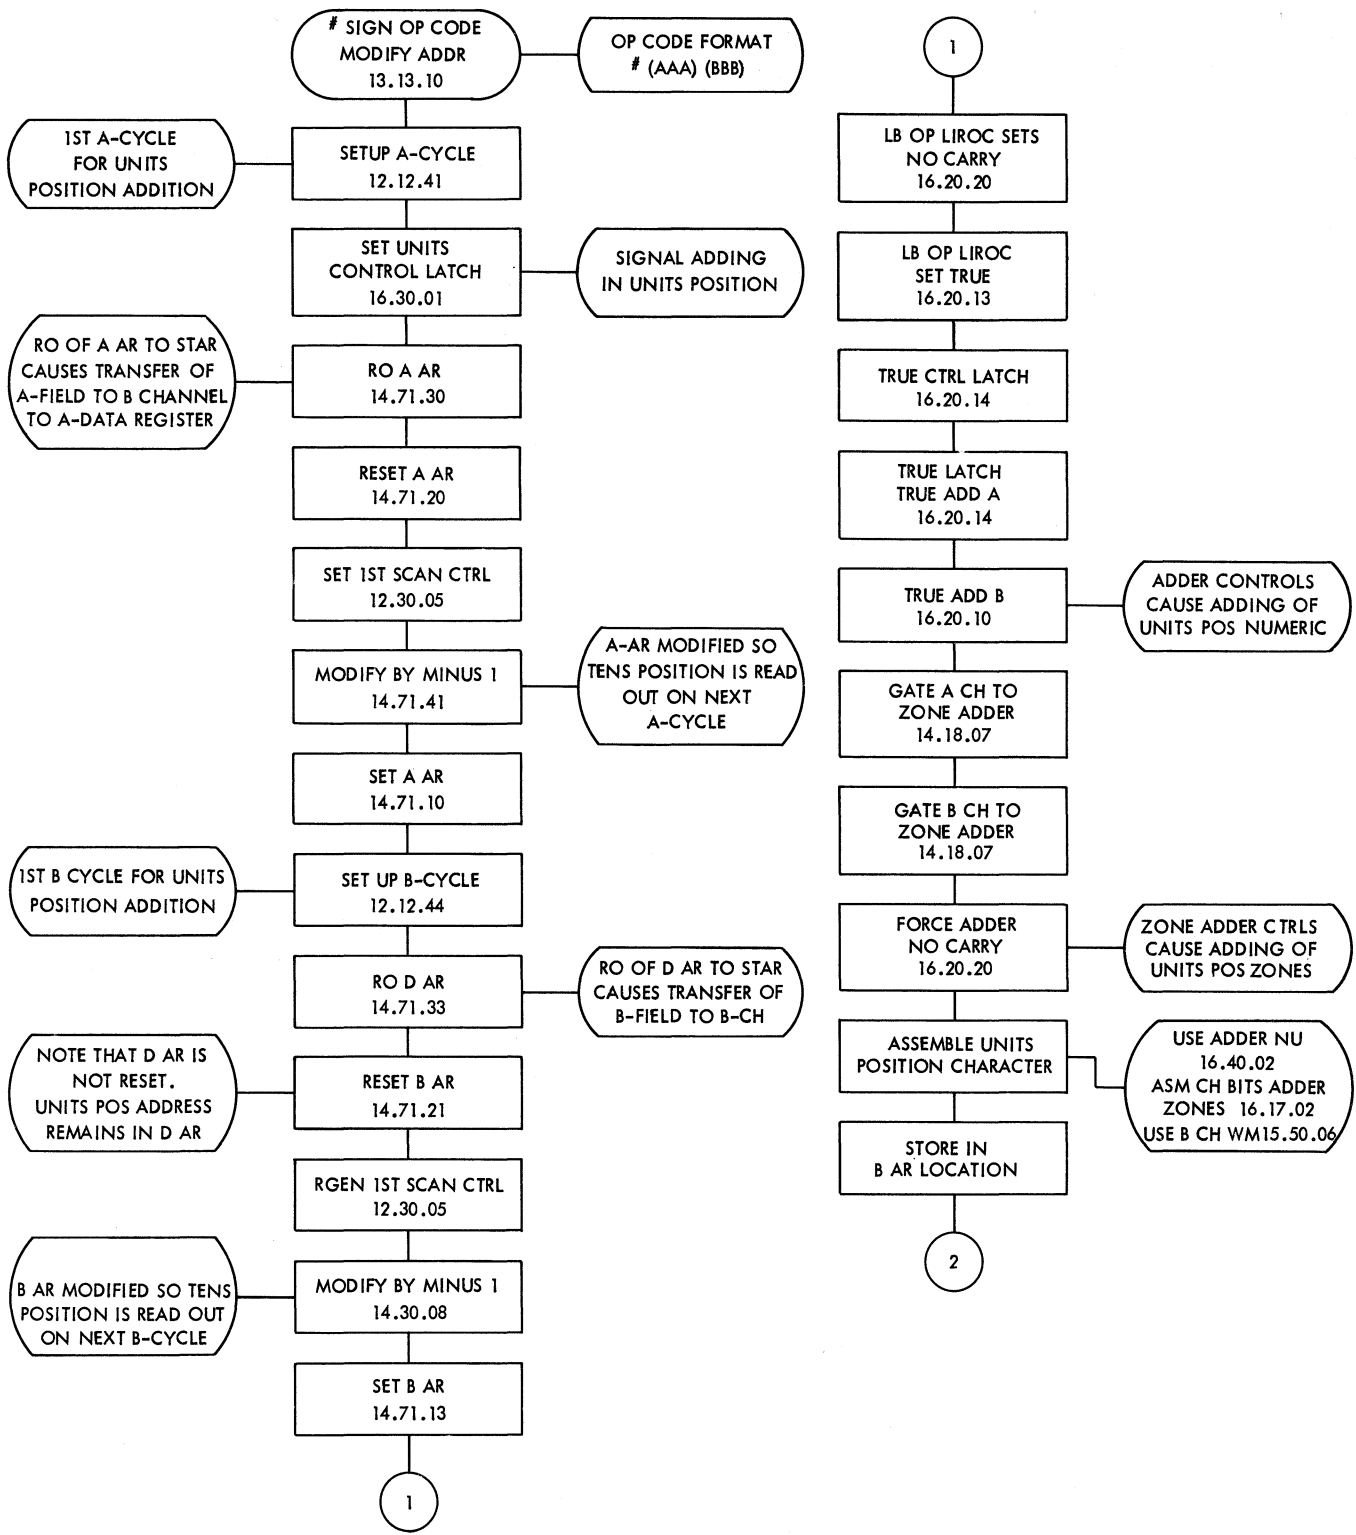 # SIGN OP CODE
MODIFY ADDR
13.13.10
OP CODE FORMAT
# (AAA) (BBB)
1ST A-CYCLE
FOR UNITS
POSITION ADDITION
SETUP A-CYCLE
12.12.41
SET UNITS
CONTROL LATCH
16.30.01
SIGNAL ADDING
IN UNITS POSITION
RO OF A AR TO STAR
CAUSES TRANSFER OF
A-FIELD TO B CHANNEL
TO A-DATA REGISTER
RO A AR
14.71.30
RESET A AR
14.71.20
SET 1ST SCAN CTRL
12.30.05
MODIFY BY MINUS 1
14.71.41
A-AR MODIFIED SO
TENS POSITION IS READ
OUT ON NEXT
A-CYCLE
SET A AR
14.71.10
1ST B CYCLE FOR UNITS
POSITION ADDITION
SET UP B-CYCLE
12.12.44
RO D AR
14.71.33
RO OF D AR TO STAR
CAUSES TRANSFER OF
B-FIELD TO B-CH
NOTE THAT D AR IS
NOT RESET.
UNITS POS ADDRESS
REMAINS IN D AR
RESET B AR
14.71.21
RGEN 1ST SCAN CTRL
12.30.05
B AR MODIFIED SO TENS
POSITION IS READ OUT
ON NEXT B-CYCLE
MODIFY BY MINUS 1
14.30.08
SET B AR
14.71.13
1
1
LB OP LIROC SETS
NO CARRY
16.20.20
LB OP LIROC
SET TRUE
16.20.13
TRUE CTRL LATCH
16.20.14
TRUE LATCH
TRUE ADD A
16.20.14
TRUE ADD B
16.20.10
ADDER CONTROLS
CAUSE ADDING OF
UNITS POS NUMERIC
GATE A CH TO
ZONE ADDER
14.18.07
GATE B CH TO
ZONE ADDER
14.18.07
FORCE ADDER
NO CARRY
16.20.20
ZONE ADDER CTRLS
CAUSE ADDING OF
UNITS POS ZONES
ASSEMBLE UNITS
POSITION CHARACTER
USE ADDER NU
16.40.02
ASM CH BITS ADDER
ZONES 16.17.02
USE B CH WM15.50.06
STORE IN
B AR LOCATION
2